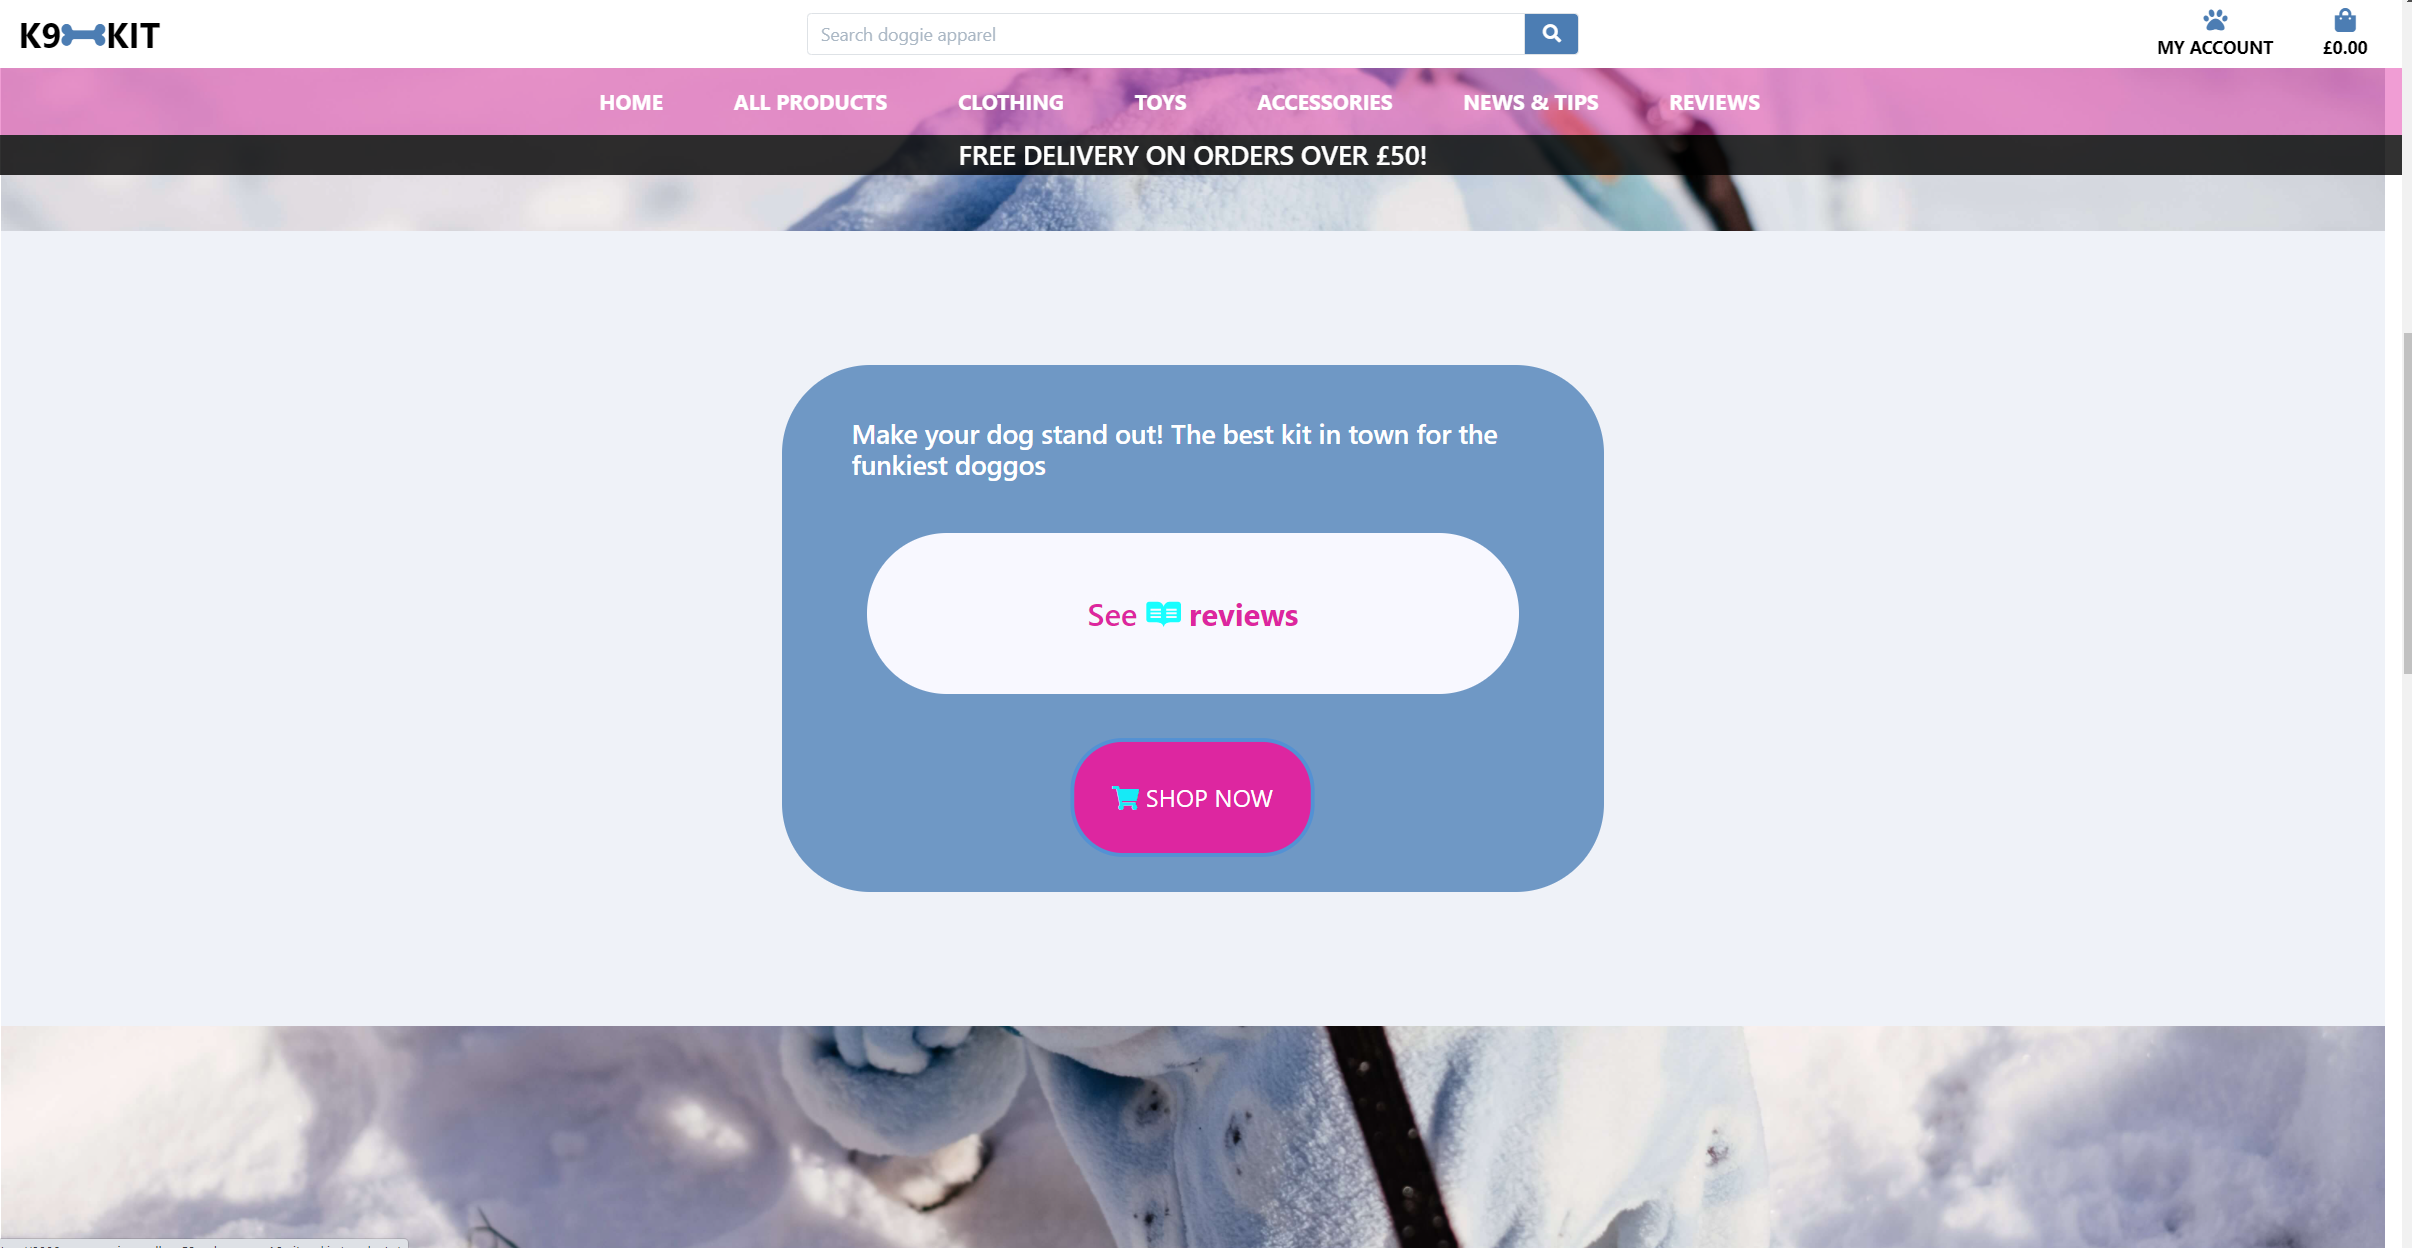 K9 KIT
Search doggie apparel
MY ACCOUNT
£0.00
HOME
ALL PRODUCTS
CLOTHING
TOYS
ACCESSORIES
NEWS & TIPS
REVIEWS
FREE DELIVERY ON ORDERS OVER £50!
Make your dog stand out! The best kit in town for the
funkiest doggos
See reviews
SHOP NOW